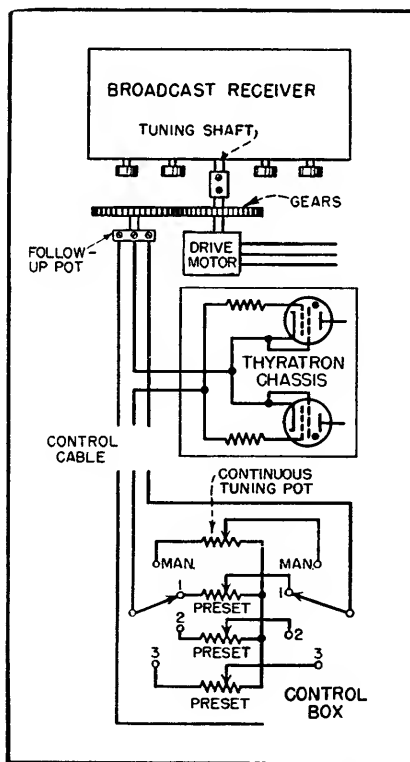 BROADCAST RECEIVER
TUNING SHAFT
GEARS
FOLLOW-
UP POT
DRIVE
MOTOR
THYRATRON
CHASSIS
CONTROL
CABLE
CONTINUOUS
TUNING POT
MAN.
MAN.
1
1
PRESET
2
2
PRESET
3
3
PRESET
CONTROL
BOX